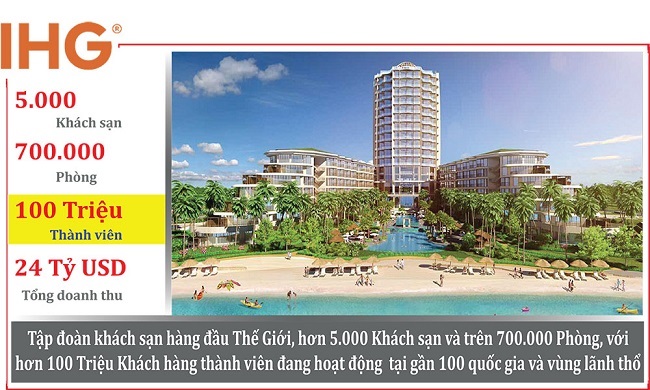 IHG®
5.000
Khách sạn
700.000
Phòng
100 Triệu
Thành viên
24 Tỷ USD
Tổng doanh thu
Tập đoàn khách sạn hàng đầu Thế Giới, hơn 5.000 Khách sạn và trên 700.000 Phòng, với
hơn 100 Triệu Khách hàng thành viên đang hoạt động tại gần 100 quốc gia và vùng lãnh thổ